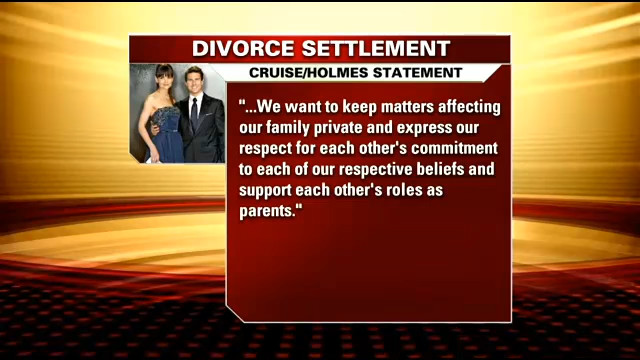 DIVORCE SETTLEMENT
CRUISE/HOLMES STATEMENT
"...We want to keep matters affecting
our family private and express our
respect for each other's commitment
to each of our respective beliefs and
support each other's roles as
parents."